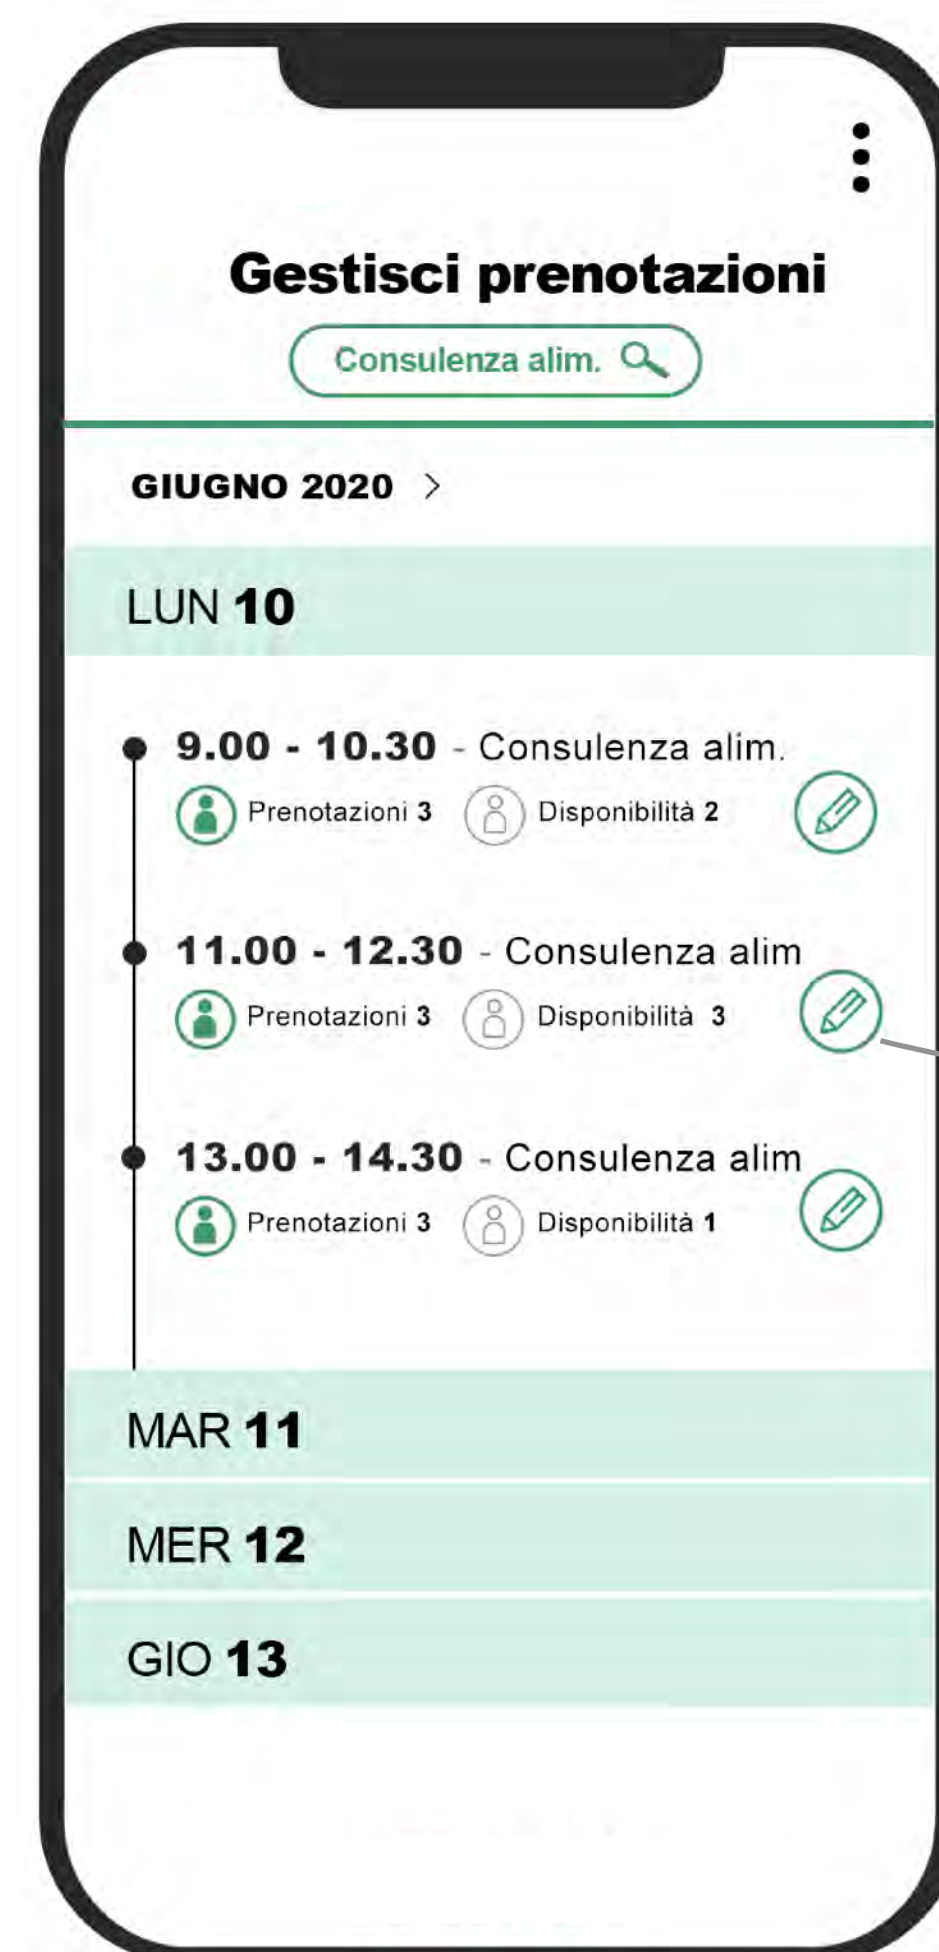 Gestisci prenotazioni
Consulenza alim.
GIUGNO 2020 >
LUN 10
9.00 - 10.30 - Consulenza alim.
Prenotazioni 3 Disponibilità 2
11.00 - 12.30 - Consulenza alim
Prenotazioni 3 Disponibilità 3
13.00 - 14.30 - Consulenza alim
Prenotazioni 3 Disponibilità 1
MAR 11
MER 12
GIO 13